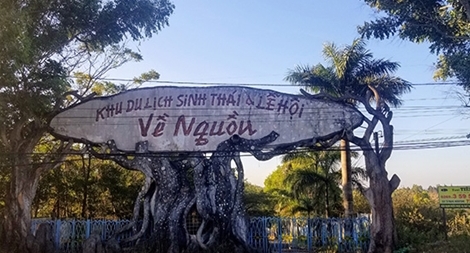 KHU DU LỊCH SINH THÁI & LỄ HỘI
Về Nguồn